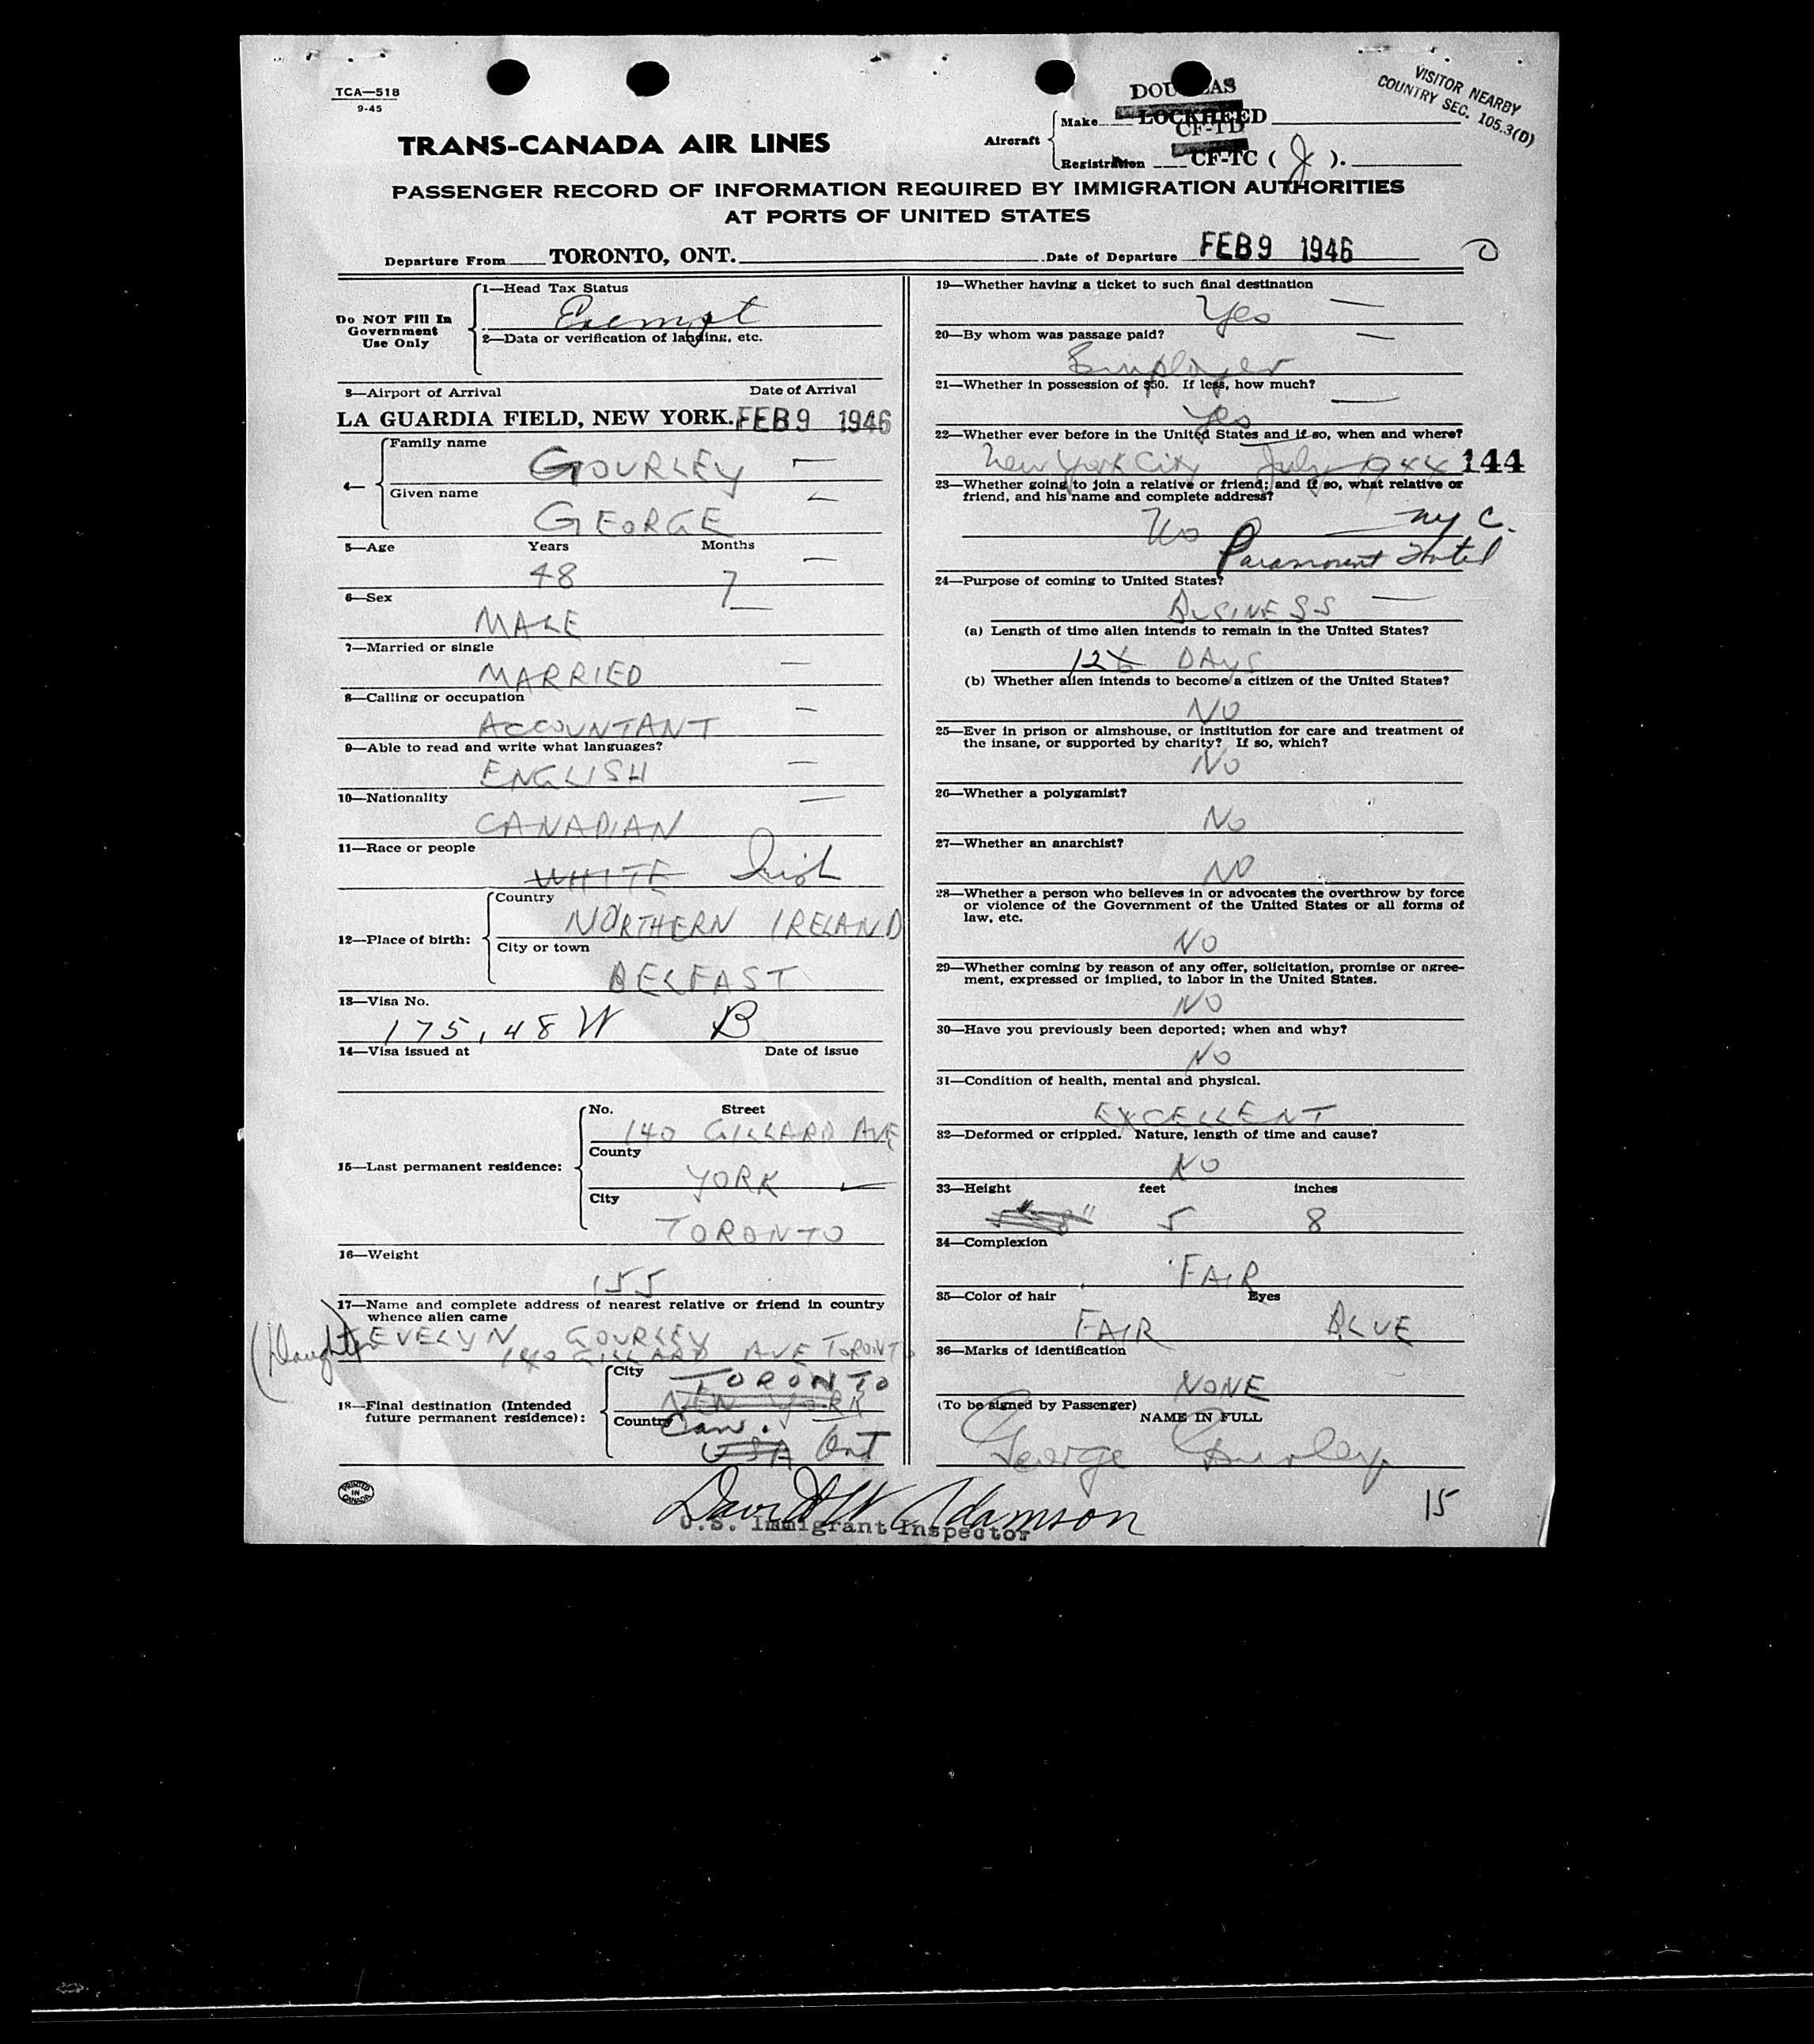 TCA—518
9-45
VISITOR NEARBY
COUNTRY SEC. 105.3(D)
TRANS-CANADA AIR LINES
DOUGLAS
Aircraft
Make LOCKHEED
CF-TD
Registration CF-TC ( J ).
PASSENGER RECORD OF INFORMATION REQUIRED BY IMMIGRATION AUTHORITIES
AT PORTS OF UNITED STATES
Departure From TORONTO, ONT. Date of Departure FEB 9 1946
Do NOT Fill In
Government
Use Only
1—Head Tax Status
Exempt
2—Data or verification of landing, etc.
3—Airport of Arrival Date of Arrival
LA GUARDIA FIELD, NEW YORK. FEB 9 1946
4—
Family name
GOURLEY
Given name
GEORGE
5—Age Years Months
48 7
6—Sex
MALE
7—Married or single
MARRIED
8—Calling or occupation
ACCOUNTANT
9—Able to read and write what languages?
ENGLISH
10—Nationality
CANADIAN
11—Race or people
WHITE Irish
12—Place of birth:
Country
NORTHERN IRELAND
City or town
BELFAST
13—Visa No.
175,48 W B
14—Visa issued at Date of issue
15—Last permanent residence:
No. Street
140 GILLARD AVE
County
YORK
City
TORONTO
16—Weight
155
17—Name and complete address of nearest relative or friend in country
whence alien came
(Daughter) EVELYN GOURLEY
140 GILLARD AVE TORONTO
18—Final destination (Intended
future permanent residence):
City TORONTO
NEW YORK
Country Can.
USA Ont
19—Whether having a ticket to such final destination
Yes
20—By whom was passage paid?
Employer
21—Whether in possession of $50. If less, how much?
Yes
22—Whether ever before in the United States and if so, when and where?
New York City July 1944 144
23—Whether going to join a relative or friend; and if so, what relative or
friend, and his name and complete address?
No NY C.
Paramount Hotel
24—Purpose of coming to United States?
BUSINESS
(a) Length of time alien intends to remain in the United States?
12 DAYS
(b) Whether alien intends to become a citizen of the United States?
NO
25—Ever in prison or almshouse, or institution for care and treatment of
the insane, or supported by charity? If so, which?
NO
26—Whether a polygamist?
NO
27—Whether an anarchist?
NO
28—Whether a person who believes in or advocates the overthrow by force
or violence of the Government of the United States or all forms of
law, etc.
NO
29—Whether coming by reason of any offer, solicitation, promise or agree-
ment, expressed or implied, to labor in the United States.
NO
30—Have you previously been deported; when and why?
NO
31—Condition of health, mental and physical.
EXCELLENT
32—Deformed or crippled. Nature, length of time and cause?
NO
33—Height feet inches
5 8
34—Complexion
FAIR
35—Color of hair Eyes
FAIR BLUE
36—Marks of identification
NONE
(To be signed by Passenger)
NAME IN FULL
George Gourley
PRINTED IN CANADA
David W Adamson
U.S. Immigrant Inspector
15